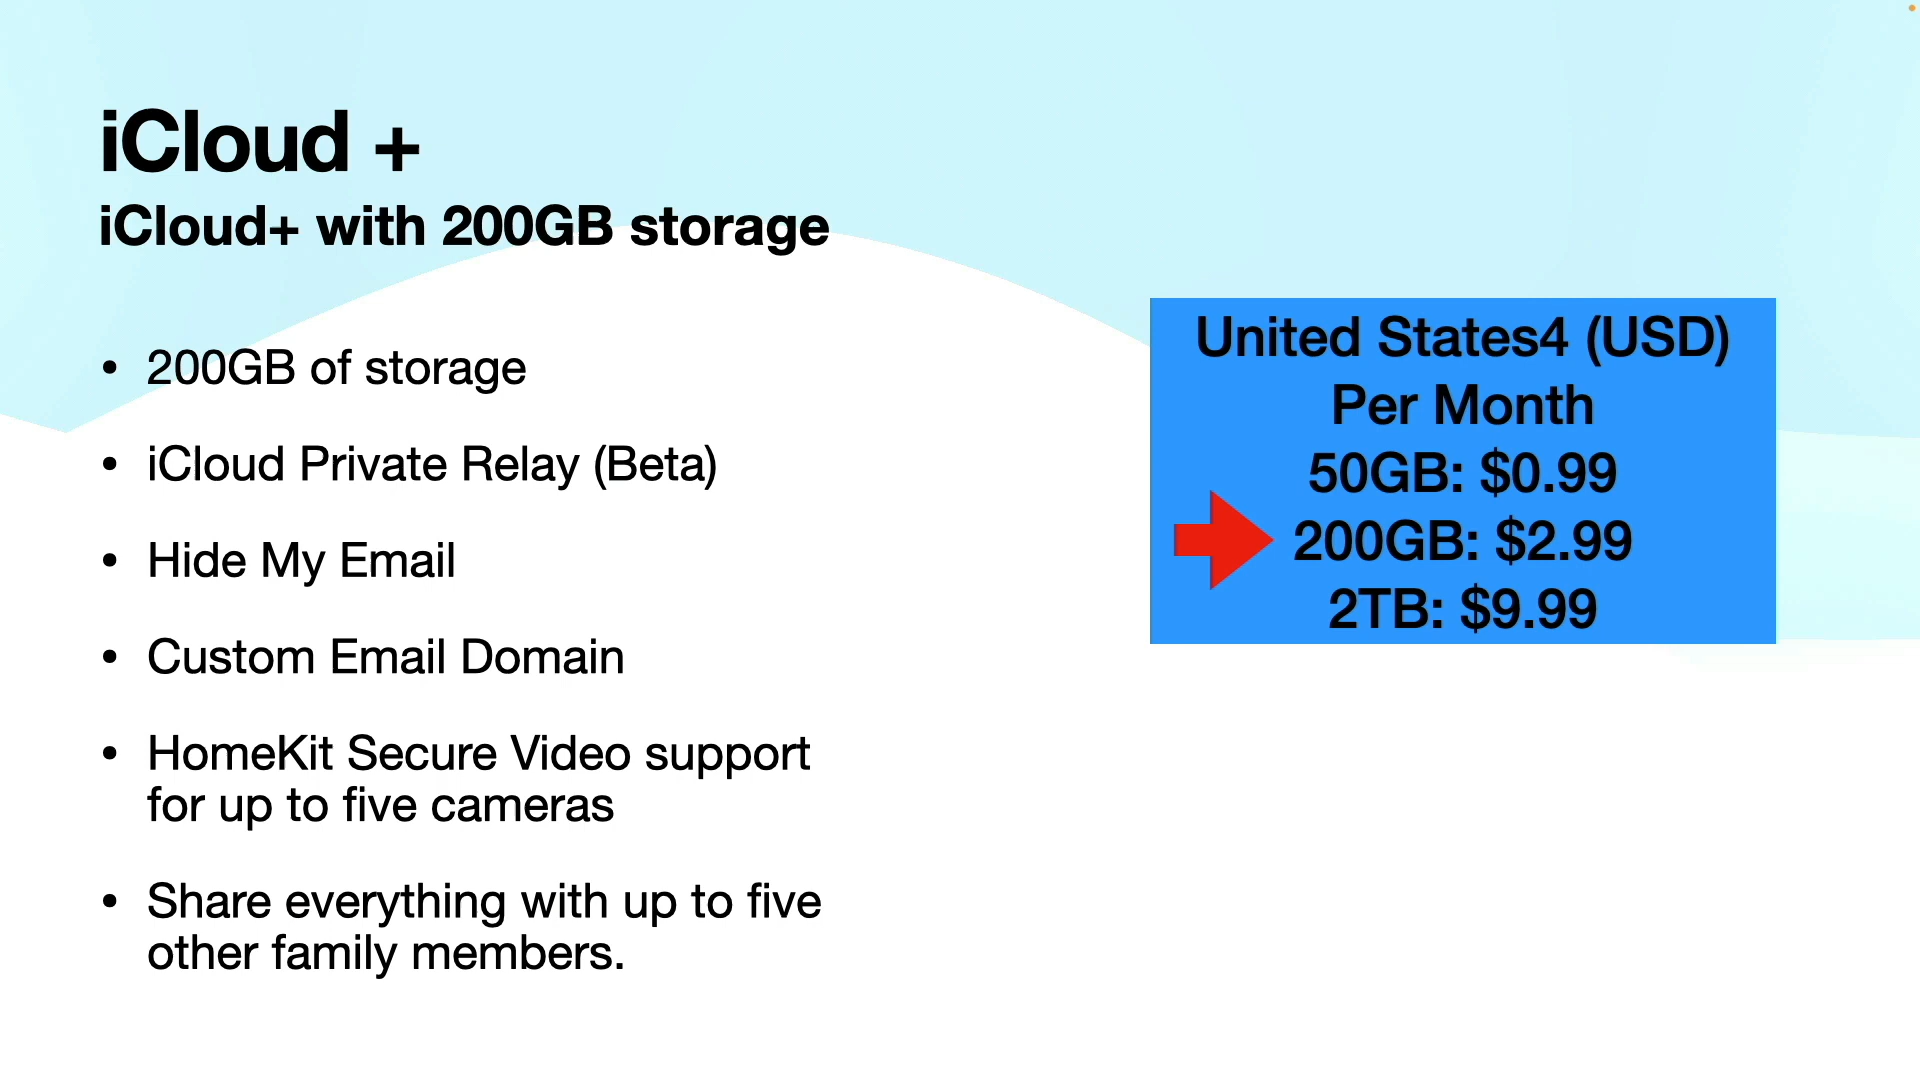 iCloud +
iCloud+ with 200GB storage
• 200GB of storage
• iCloud Private Relay (Beta)
• Hide My Email
• Custom Email Domain
• HomeKit Secure Video support
for up to five cameras
• Share everything with up to five
other family members.
United States4 (USD)
Per Month
50GB: $0.99
200GB: $2.99
2TB: $9.99